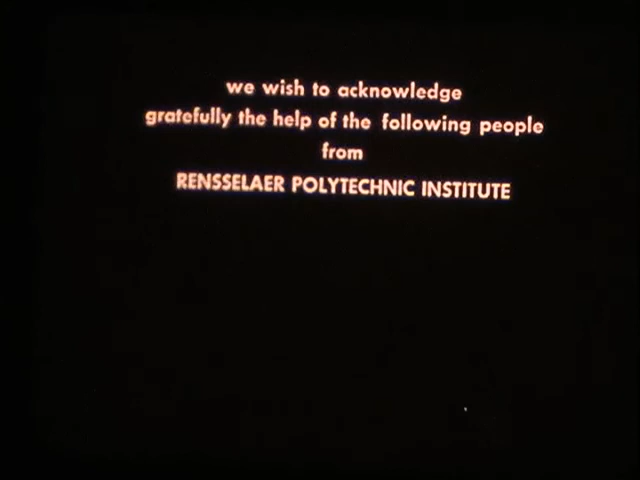 we wish to acknowledge
gratefully the help of the following people
from
RENSSELAER POLYTECHNIC INSTITUTE